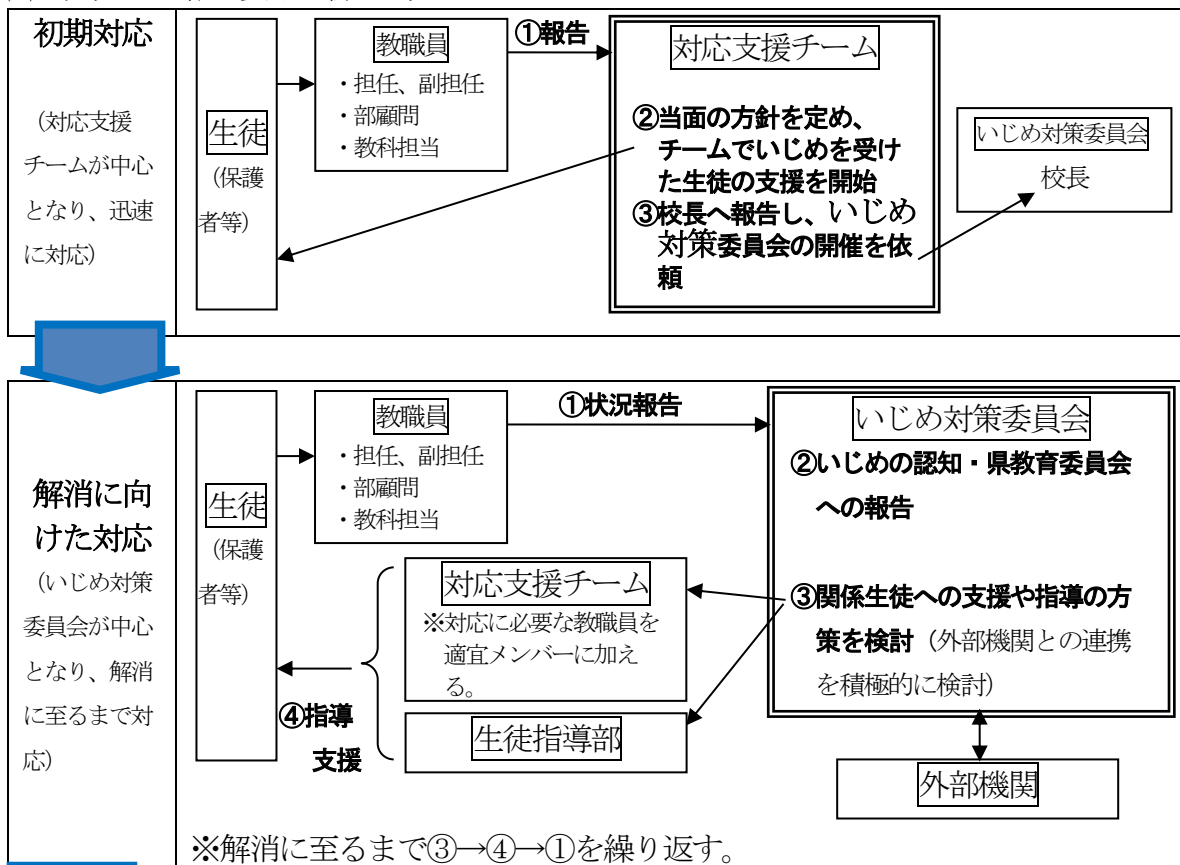 初期対応
（対応支援
チームが中心
となり、迅速
に対応）
生徒
（保護
者等）
教職員
・担任、副担任
・部顧問
・教科担当
①報告
対応支援チーム
②当面の方針を定め、
チームでいじめを受け
た生徒の支援を開始
③校長へ報告し、いじめ
対策委員会の開催を依
頼
いじめ対策委員会
校長
解消に向
けた対応
（いじめ対策
委員会が中心
となり、解消
に至るまで対
応）
生徒
（保護
者等）
教職員
・担任、副担任
・部顧問
・教科担当
①状況報告
いじめ対策委員会
②いじめの認知・県教育委員会
への報告
③関係生徒への支援や指導の方
策を検討（外部機関との連携
を積極的に検討）
対応支援チーム
※対応に必要な教職員を
適宜メンバーに加え
る。
生徒指導部
④指導
支援
外部機関
※解消に至るまで③→④→①を繰り返す。